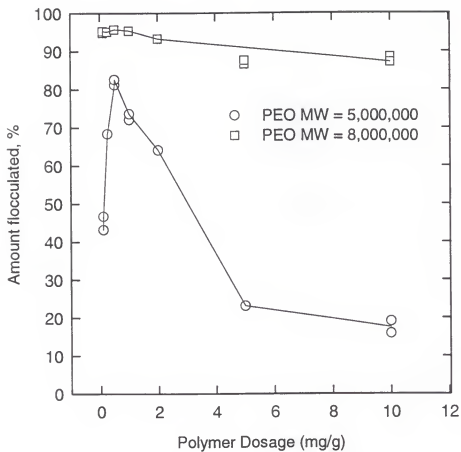 100
90
80
70
60
50
40
30
20
10
0
Amount flocculated, %
PEO MW = 5,000,000
PEO MW = 8,000,000
0 2 4 6 8 10 12
Polymer Dosage (mg/g)